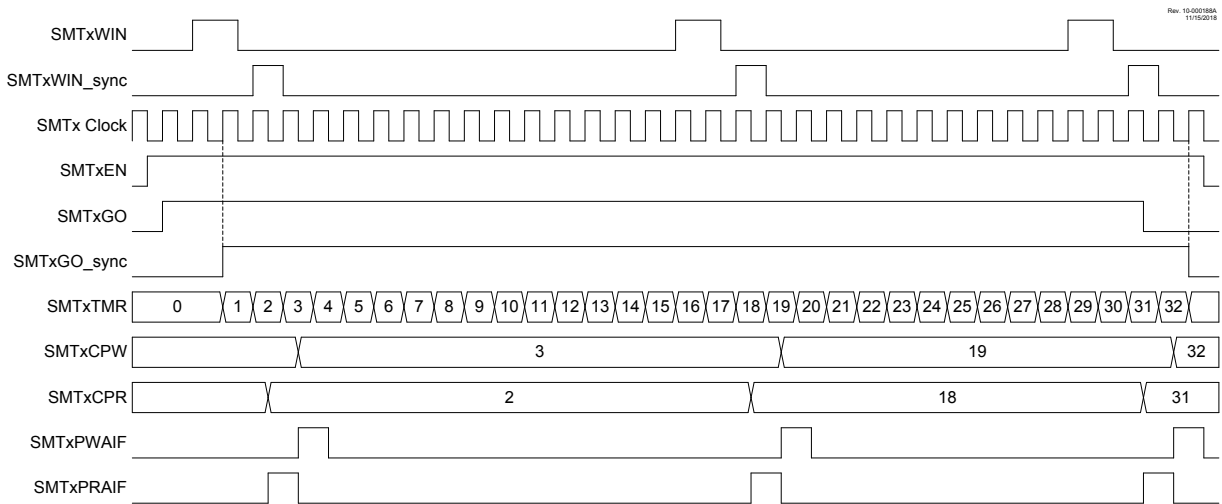 Rev. 10-000188A
11/15/2018
SMTxWIN
SMTxWIN_sync
SMTx Clock
SMTxEN
SMTxGO
SMTxGO_sync
SMTxTMR 0 1 2 3 4 5 6 7 8 9 10 11 12 13 14 15 16 17 18 19 20 21 22 23 24 25 26 27 28 29 30 31 32
SMTxCPW 3 19 32
SMTxCPR 2 18 31
SMTxPWAIF
SMTxPRAIF